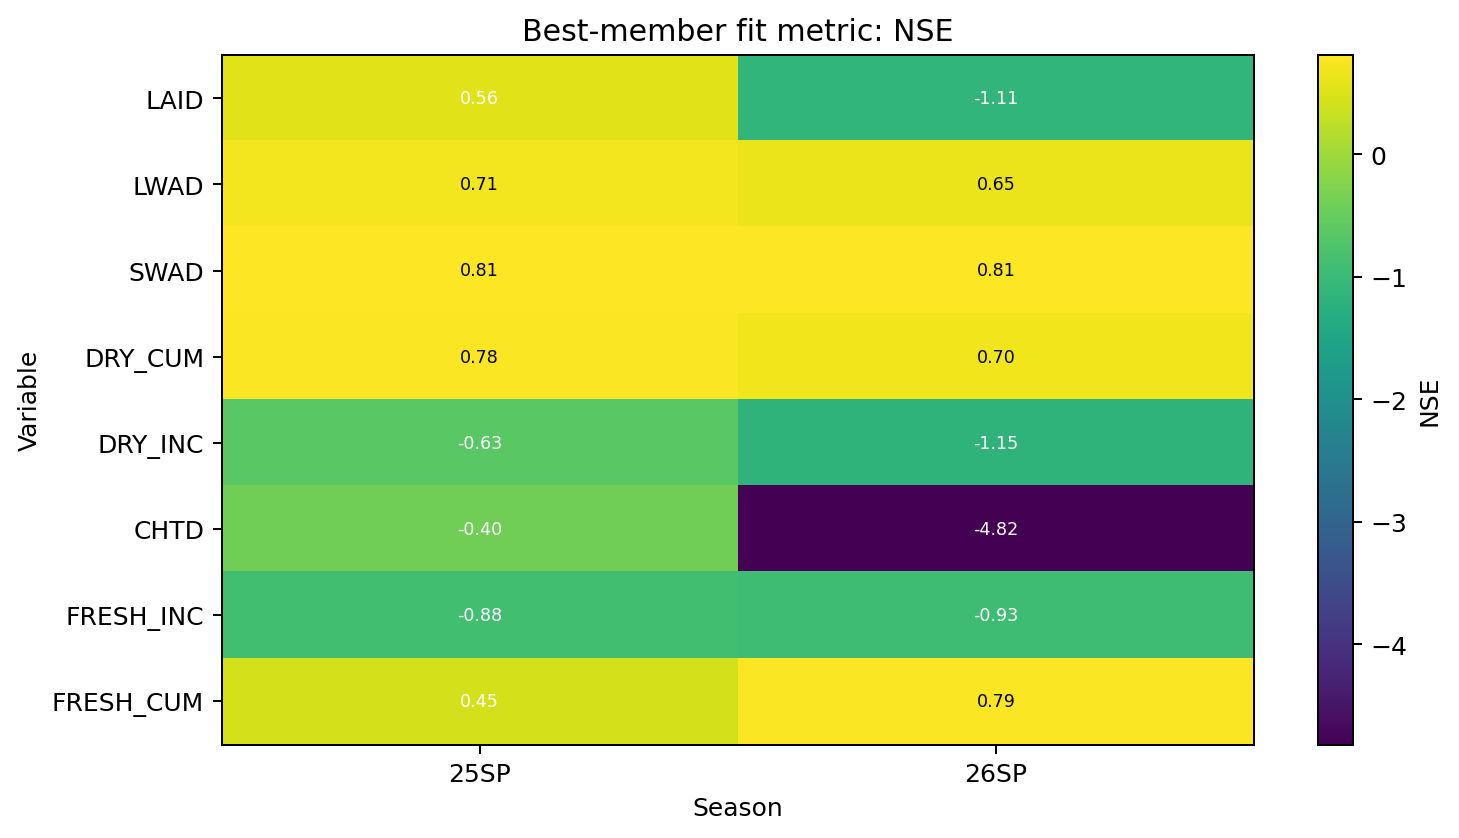 Best-member fit metric: NSE
LAID 0.56 -1.11
LWAD 0.71 0.65
SWAD 0.81 0.81
DRY_CUM 0.78 0.70
DRY_INC -0.63 -1.15
CHTD -0.40 -4.82
FRESH_INC -0.88 -0.93
FRESH_CUM 0.45 0.79
25SP 26SP
Season
Variable
0
−1
−2
−3
−4
NSE